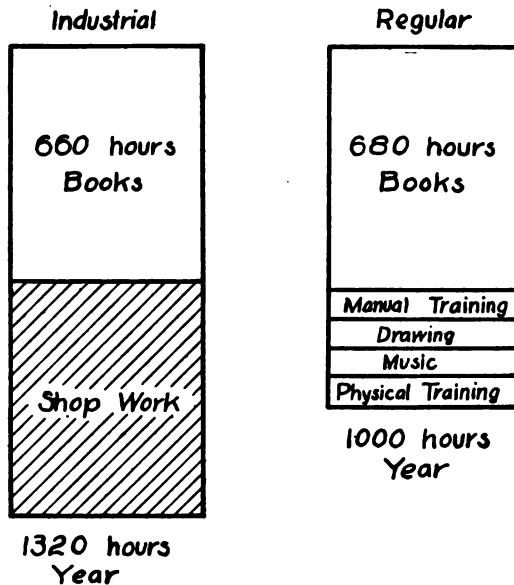 Industrial
660 hours
Books
Shop Work
1320 hours
Year
Regular
680 hours
Books
Manual Training
Drawing
Music
Physical Training
1000 hours
Year